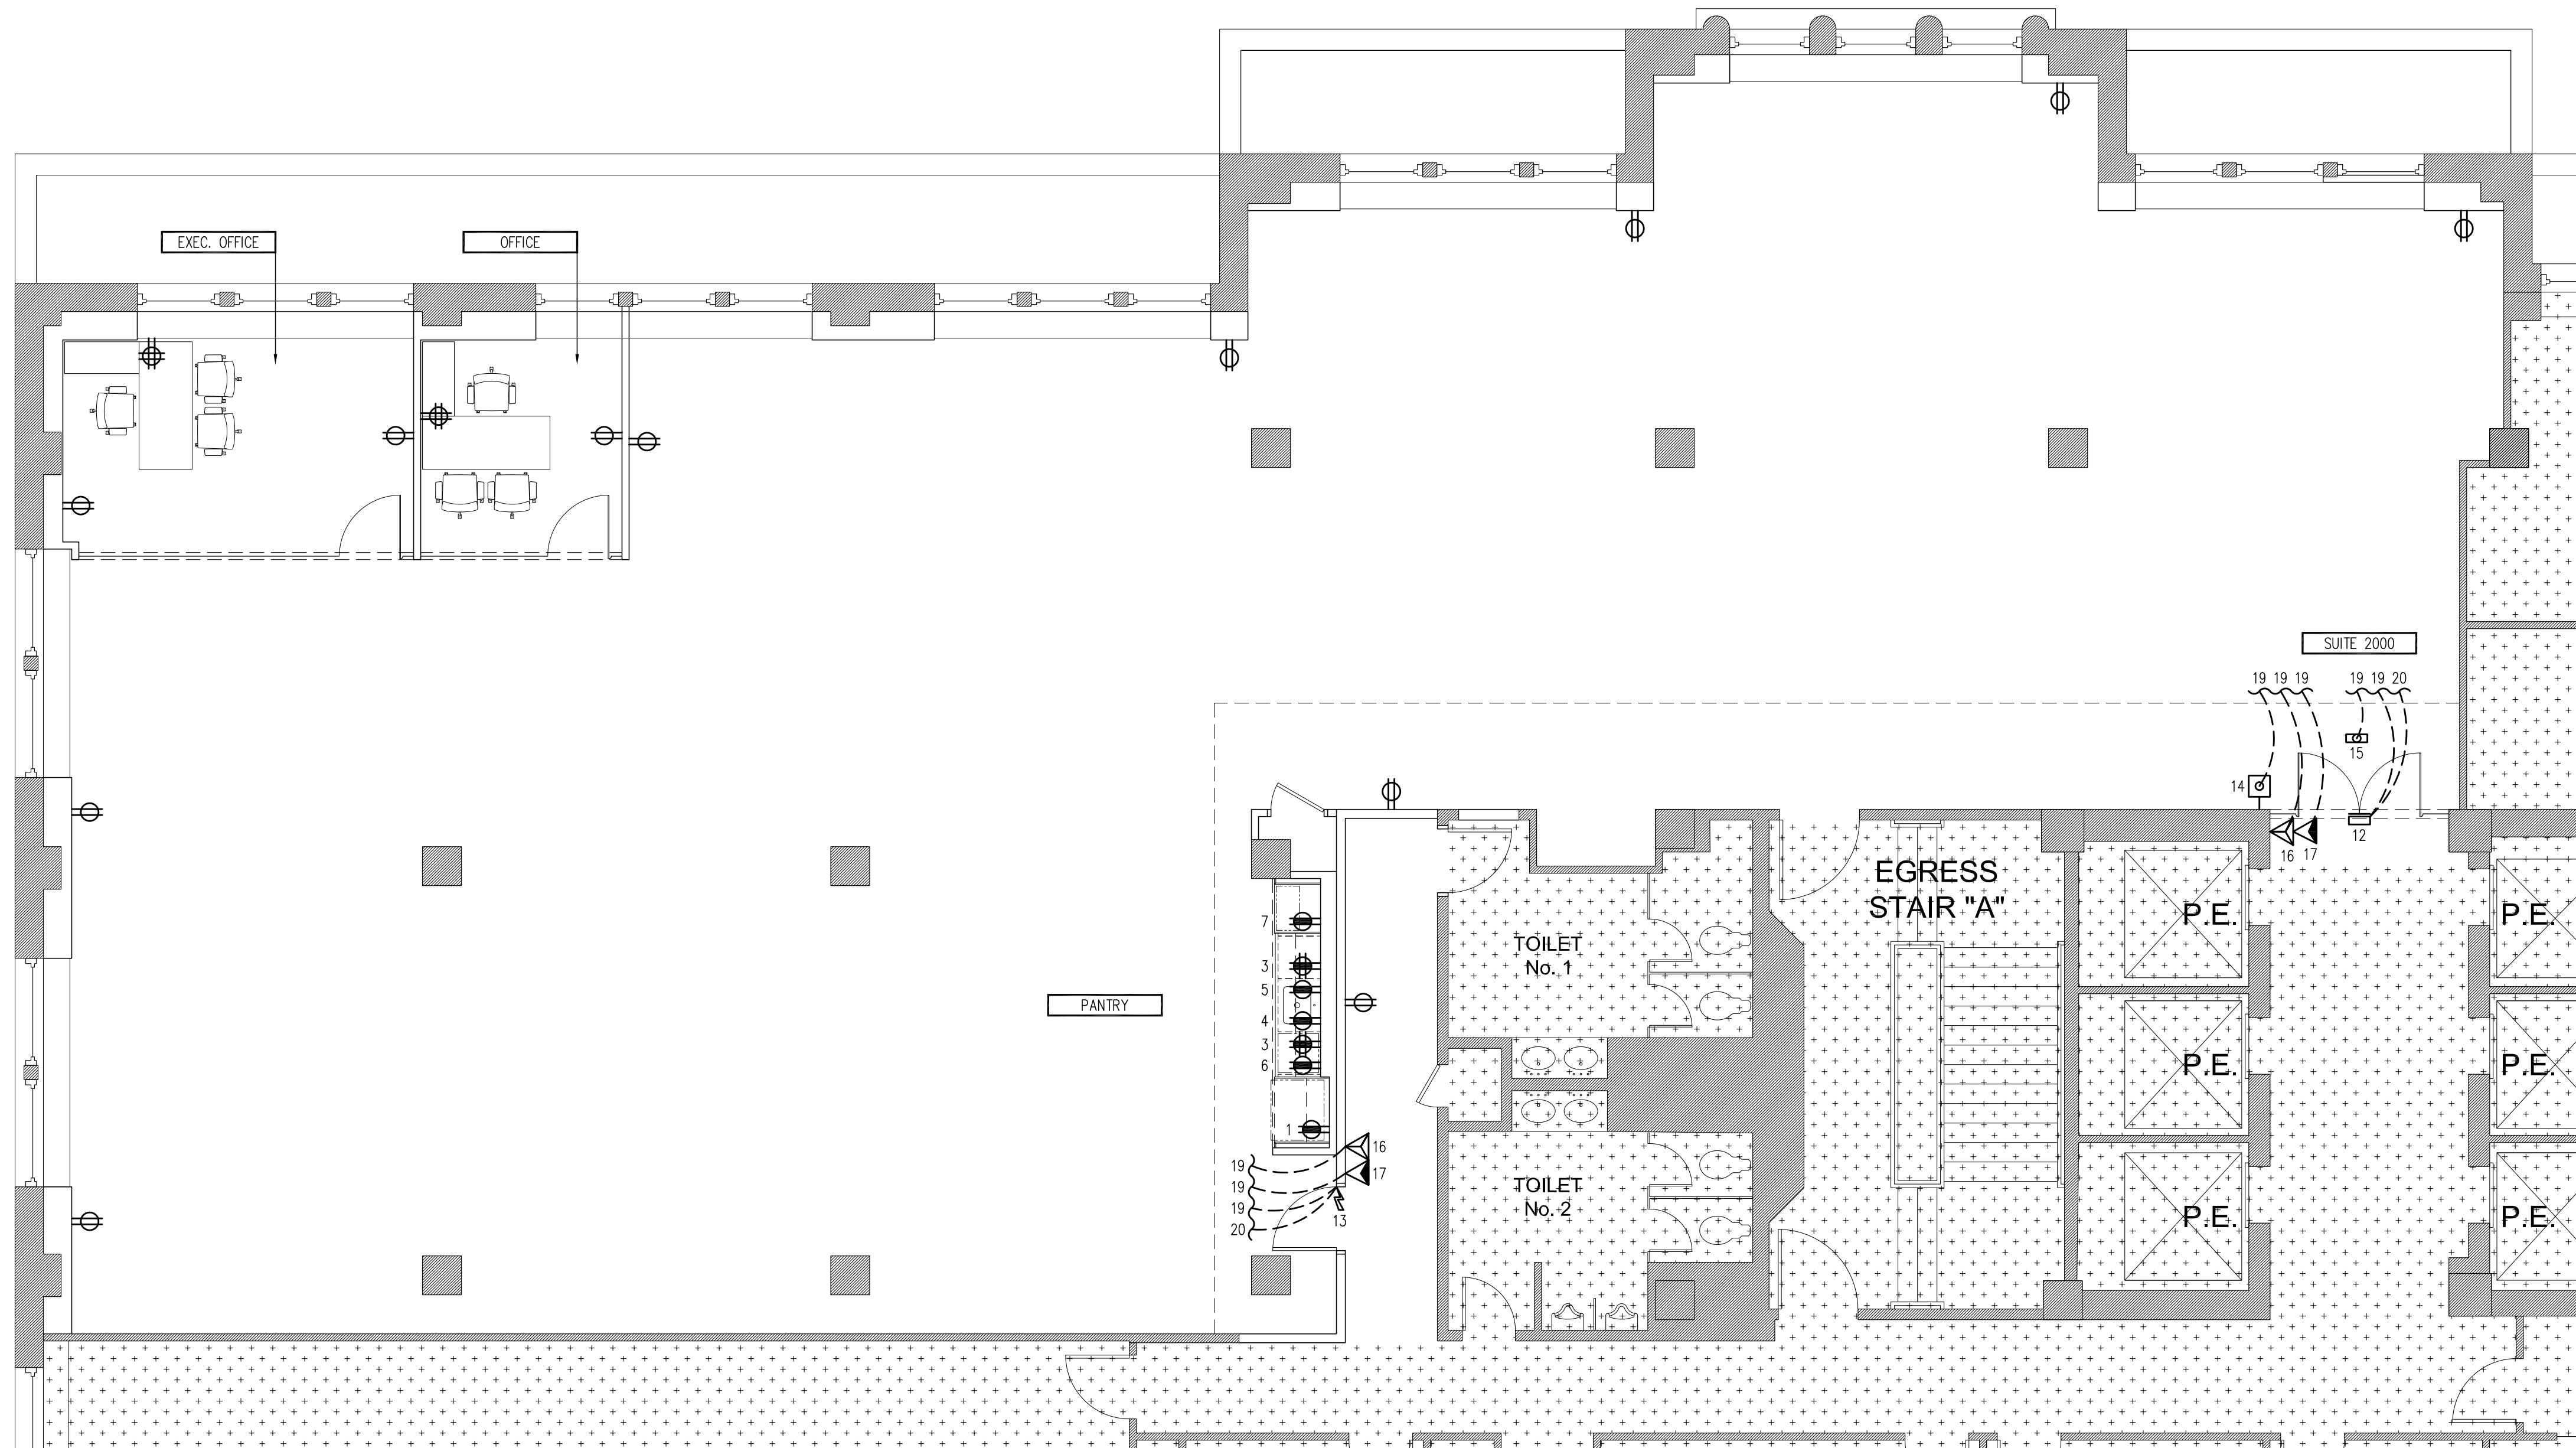 EXEC. OFFICE
OFFICE
SUITE 2000
19 19 19
19 19 20
15
14
16
17
12
EGRESS
STAIR "A"
P.E.
P.E.
7
TOILET
No. 1
3
5
PANTRY
4
3
6
P.E.
P.E.
1
16
19
17
19
TOILET
No. 2
19
13
20
P.E.
P.E.